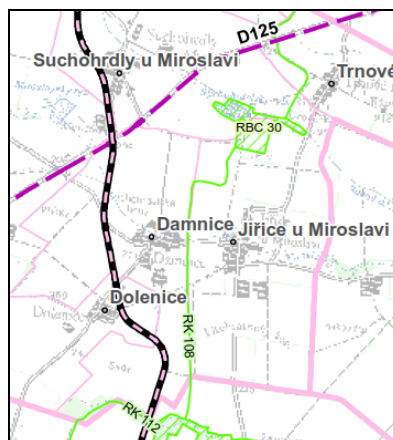 D125
Suchohrdly u Miroslavi
Trnové
RBC 30
Damnice
Jiřice u Miroslavi
Dolenice
RK 108
RK 112